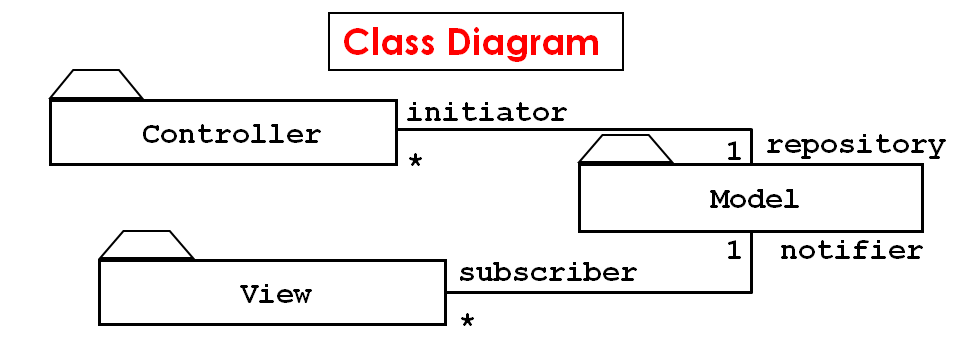 Class Diagram
initiator
Controller
*
1
repository
Model
1
notifier
subscriber
View
*